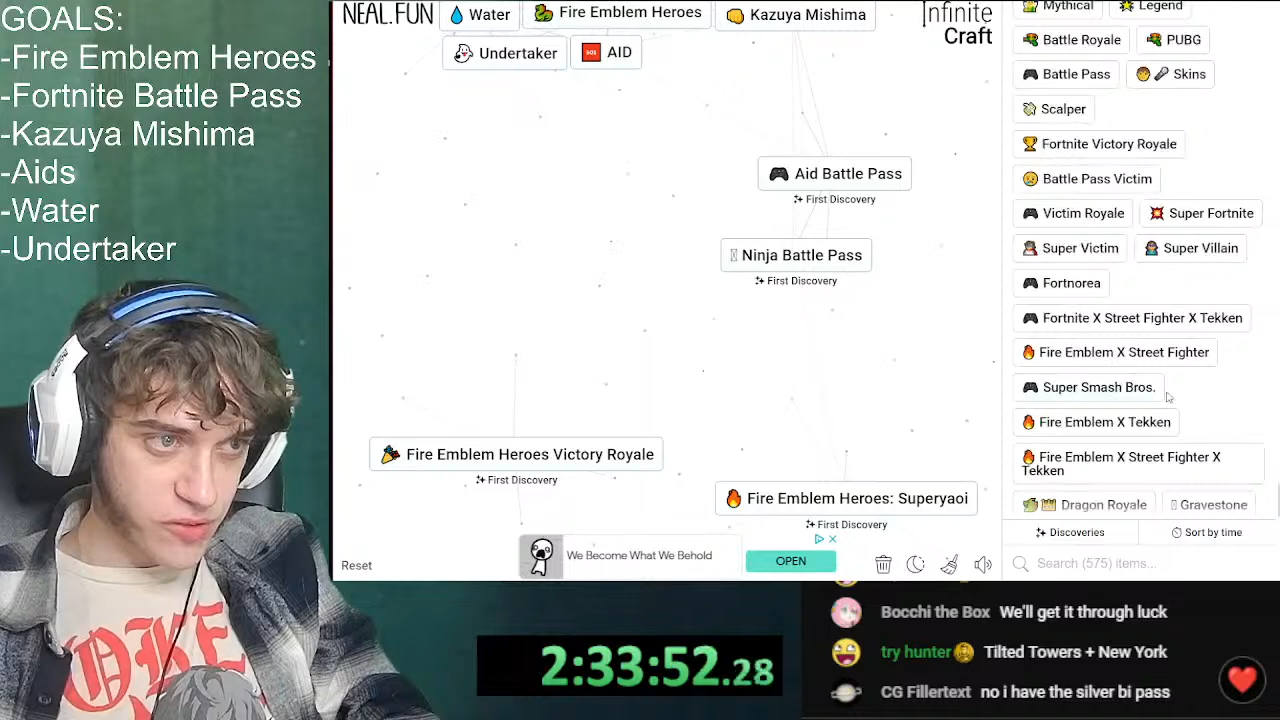 GOALS:
-Fire Emblem Heroes
-Fortnite Battle Pass
-Kazuya Mishima
-Aids
-Water
-Undertaker
NEAL.FUN
Water
Fire Emblem Heroes
Kazuya Mishima
Infinite
Craft
Undertaker
SOS
AID
Aid Battle Pass
First Discovery
Ninja Battle Pass
First Discovery
Fire Emblem Heroes Victory Royale
First Discovery
Fire Emblem Heroes: Superyaoi
First Discovery
We Become What We Behold
OPEN
Reset
Mythical
Legend
Battle Royale
PUBG
Battle Pass
Skins
Scalper
Fortnite Victory Royale
Battle Pass Victim
Victim Royale
Super Fortnite
Super Victim
Super Villain
Fortnorea
Fortnite X Street Fighter X Tekken
Fire Emblem X Street Fighter
Super Smash Bros.
Fire Emblem X Tekken
Fire Emblem X Street Fighter X
Tekken
Dragon Royale
Gravestone
Discoveries
Sort by time
Search (575) items...
2:33:52.28
Bocchi the Box We'll get it through luck
try hunter Tilted Towers + New York
CG Fillertext no i have the silver bi pass